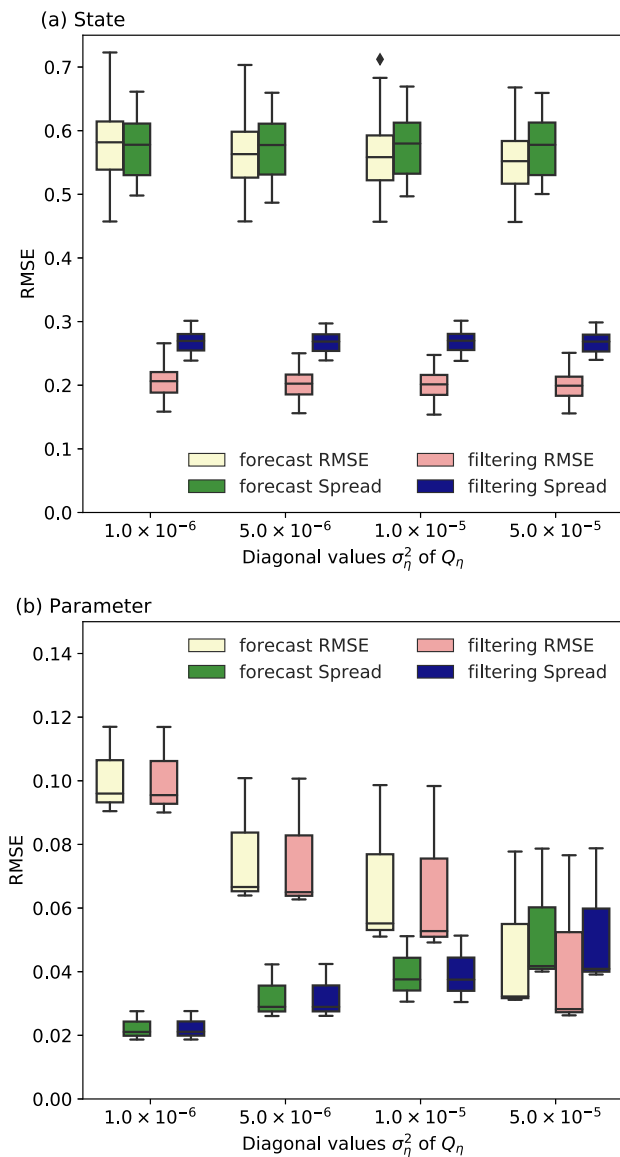 (a) State
0.7
0.6
0.5
0.4
0.3
0.2
0.1
0.0
RMSE
forecast RMSE
filtering RMSE
forecast Spread
filtering Spread
1.0 × 10⁻⁶
5.0 × 10⁻⁶
1.0 × 10⁻⁵
5.0 × 10⁻⁵
Diagonal values σ²_η of Q_η
(b) Parameter
0.14
0.12
0.10
0.08
0.06
0.04
0.02
0.00
RMSE
forecast RMSE
filtering RMSE
forecast Spread
filtering Spread
1.0 × 10⁻⁶
5.0 × 10⁻⁶
1.0 × 10⁻⁵
5.0 × 10⁻⁵
Diagonal values σ²_η of Q_η